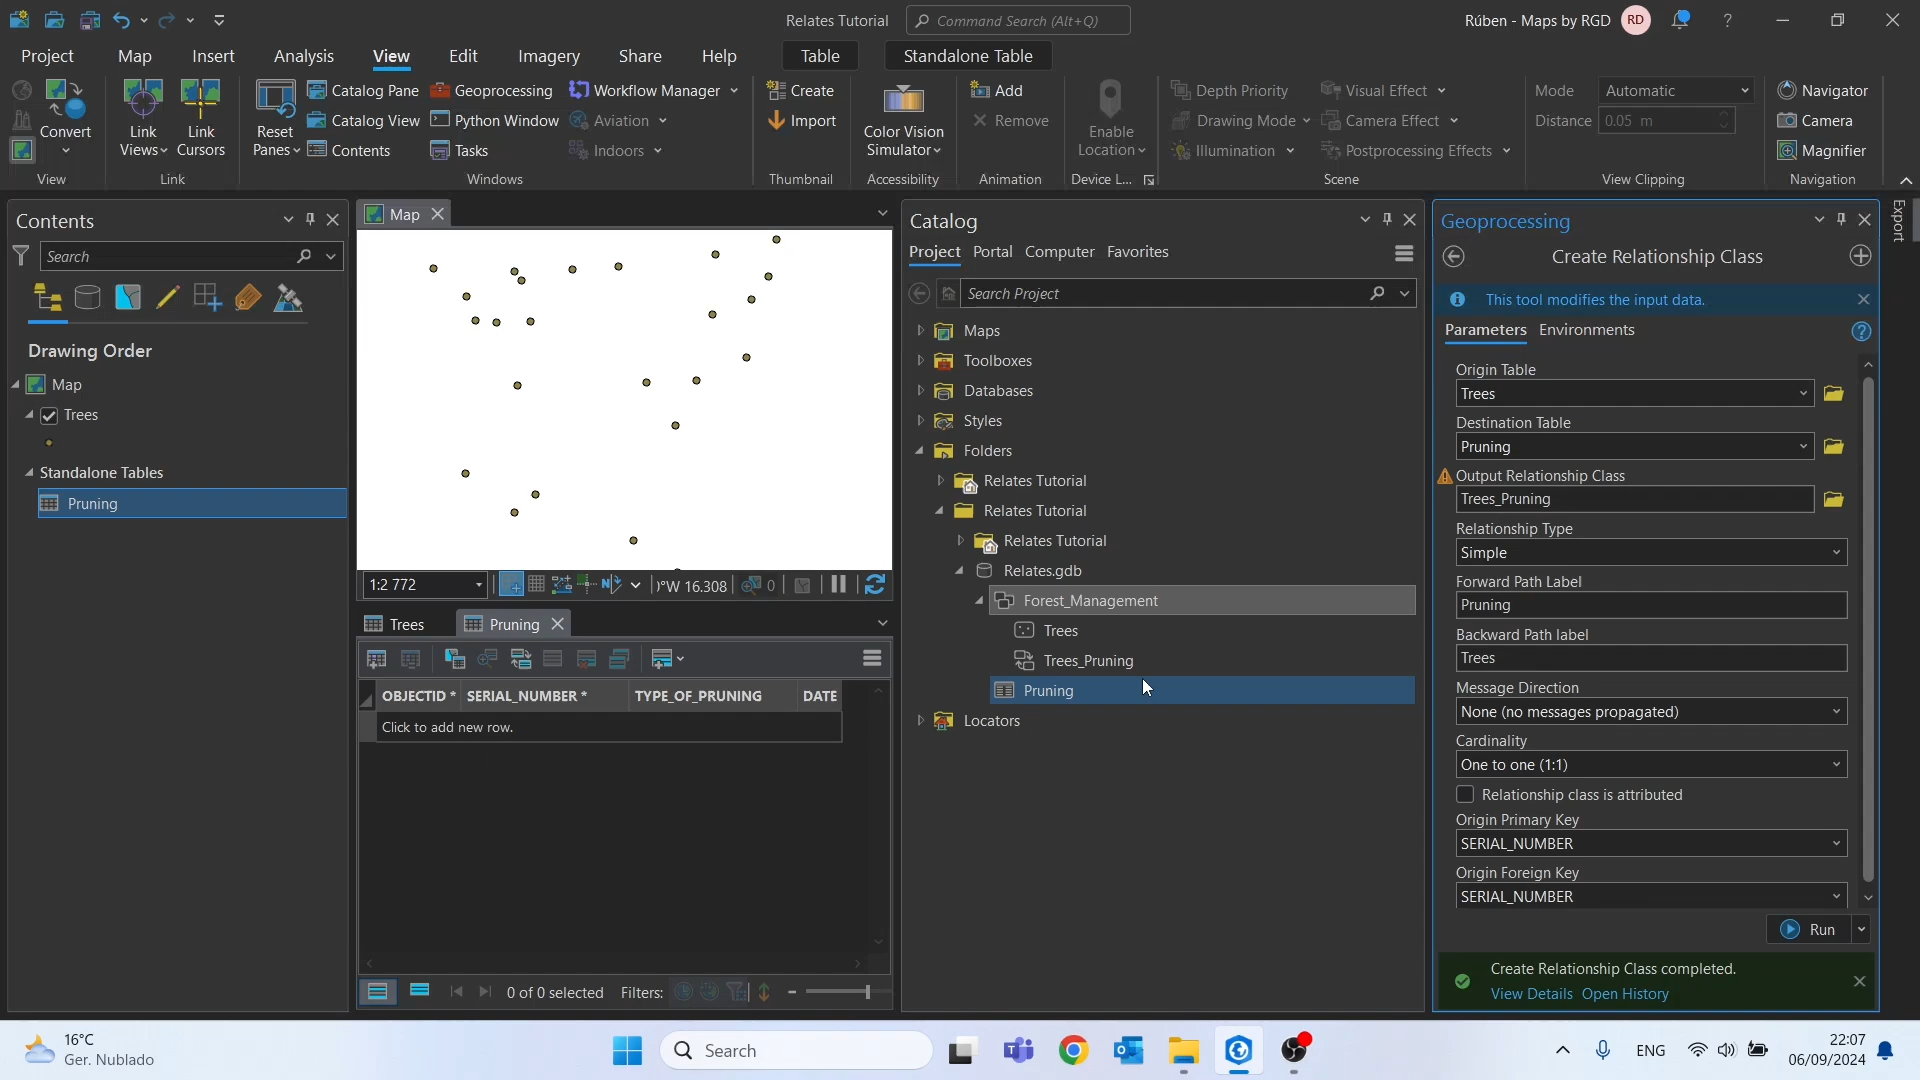 Relates Tutorial
Command Search (Alt+Q)
Rúben - Maps by RGD
RD
?
Project
Map
Insert
Analysis
View
Edit
Imagery
Share
Help
Table
Standalone Table
Convert
View
Link Views
Link Cursors
Link
Reset Panes
Catalog Pane
Catalog View
Contents
Geoprocessing
Python Window
Tasks
Workflow Manager
Aviation
Indoors
Windows
Create
Import
Thumbnail
Color Vision Simulator
Accessibility
Add
Remove
Animation
Enable Location
Device L...
Depth Priority
Drawing Mode
Illumination
Visual Effect
Camera Effect
Postprocessing Effects
Scene
Mode
Automatic
Distance
0.05 m
View Clipping
Navigator
Camera
Magnifier
Navigation
Contents
Search
Drawing Order
Map
Trees
Standalone Tables
Pruning
Map
1:2 772
)°W 16.308
0
Trees
Pruning
OBJECTID *
SERIAL_NUMBER *
TYPE_OF_PRUNING
DATE
Click to add new row.
0 of 0 selected
Filters:
Catalog
Project
Portal
Computer
Favorites
Search Project
Maps
Toolboxes
Databases
Styles
Folders
Relates Tutorial
Relates Tutorial
Relates Tutorial
Relates.gdb
Forest_Management
Trees
Trees_Pruning
Pruning
Locators
Geoprocessing
Create Relationship Class
This tool modifies the input data.
Parameters
Environments
?
Origin Table
Trees
Destination Table
Pruning
Output Relationship Class
Trees_Pruning
Relationship Type
Simple
Forward Path Label
Pruning
Backward Path label
Trees
Message Direction
None (no messages propagated)
Cardinality
One to one (1:1)
Relationship class is attributed
Origin Primary Key
SERIAL_NUMBER
Origin Foreign Key
SERIAL_NUMBER
Run
Create Relationship Class completed.
View Details
Open History
Export
16°C
Ger. Nublado
Search
ENG
22:07
06/09/2024